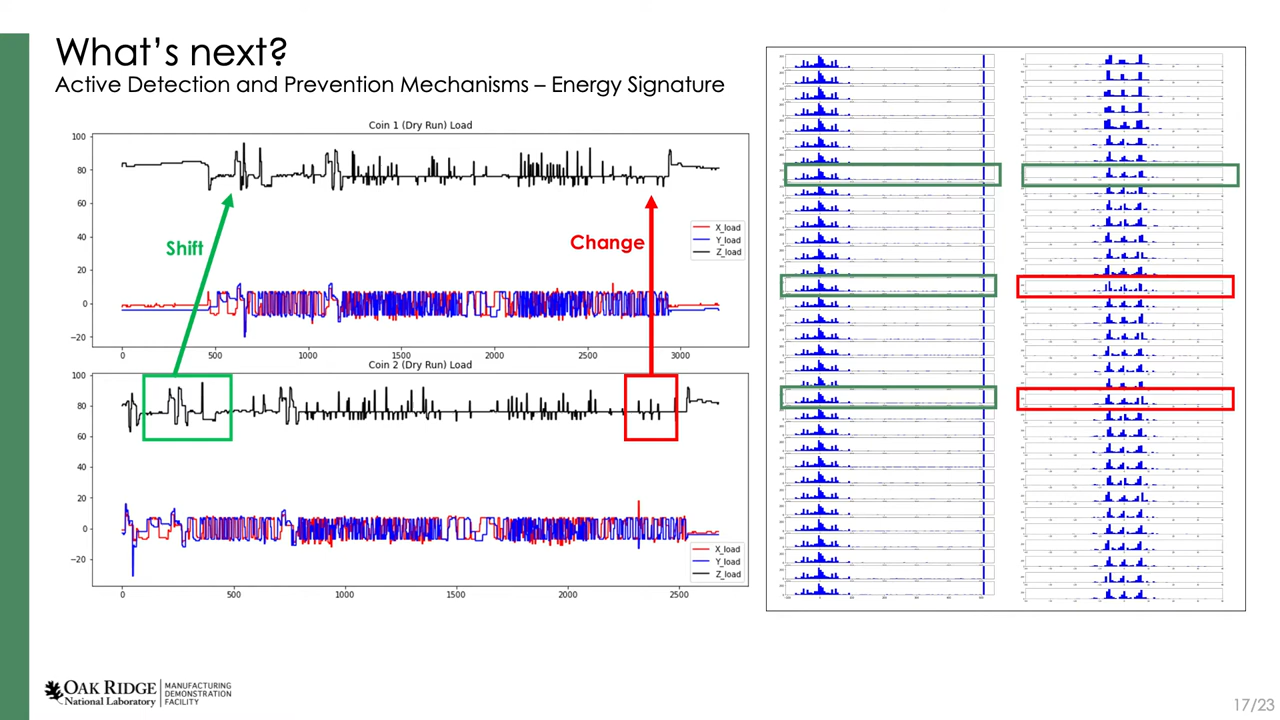 What's next?
Active Detection and Prevention Mechanisms – Energy Signature
Coin 1 (Dry Run) Load
100
80
60
40
20
0
−20
0
500
1000
1500
2000
2500
3000
X_load
Y_load
Z_load
Shift
Change
Coin 2 (Dry Run) Load
100
80
60
40
20
0
−20
0
500
1000
1500
2000
2500
X_load
Y_load
Z_load
OAK RIDGE
National Laboratory
MANUFACTURING
DEMONSTRATION
FACILITY
17/23